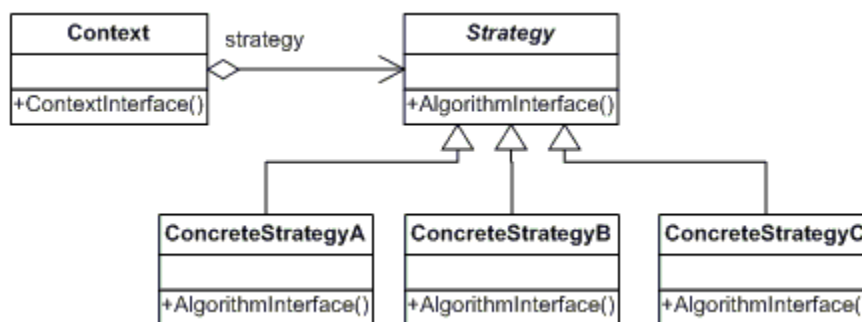 Context
strategy
Strategy
+ContextInterface()
+AlgorithmInterface()
ConcreteStrategyA
ConcreteStrategyB
ConcreteStrategyC
+AlgorithmInterface()
+AlgorithmInterface()
+AlgorithmInterface()